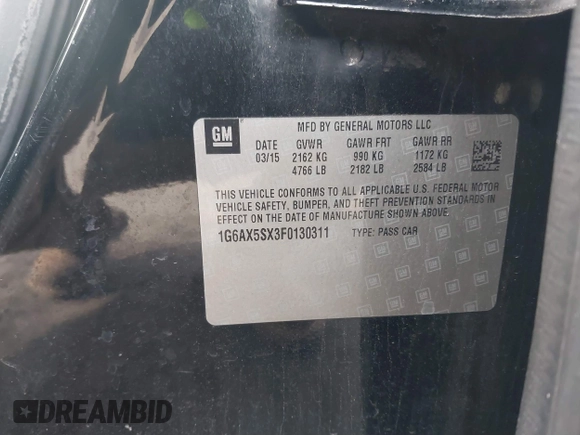 GM
MFD BY GENERAL MOTORS LLC
DATE GVWR GAWR FRT GAWR RR
03/15 2162 KG 990 KG 1172 KG
4766 LB 2182 LB 2584 LB
THIS VEHICLE CONFORMS TO ALL APPLICABLE U.S. FEDERAL MOTOR
VEHICLE SAFETY, BUMPER, AND THEFT PREVENTION STANDARDS
IN EFFECT ON THE DATE OF MANUFACTURE SHOWN ABOVE.
1G6AX5SX3F0130311 TYPE: PASS CAR
DREAMBID